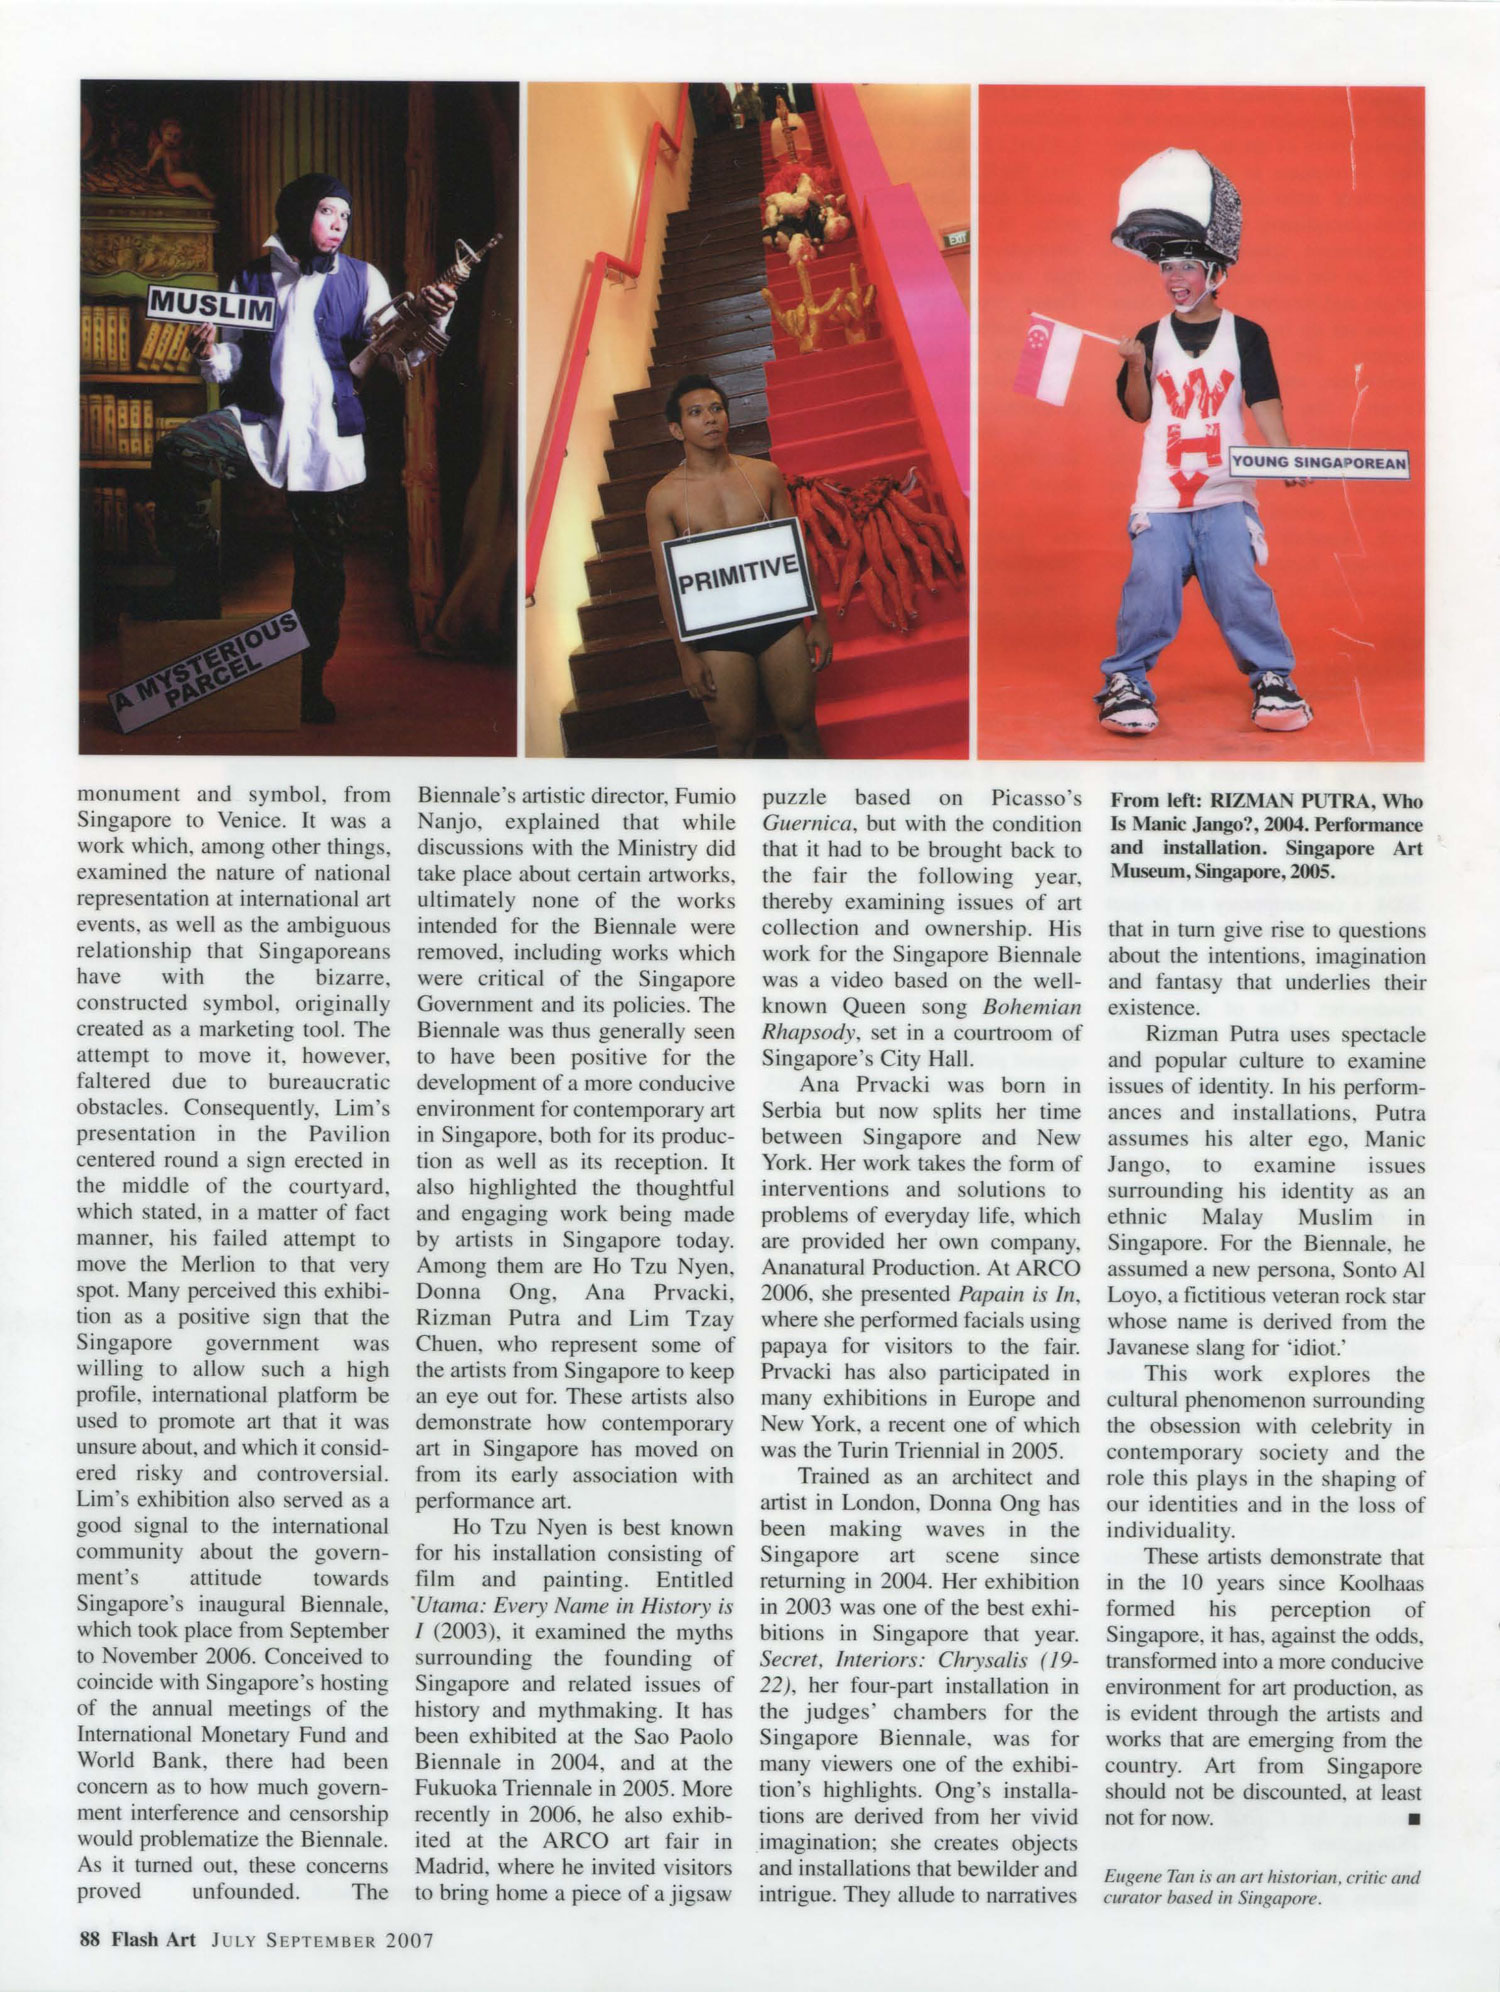 MUSLIM
A MYSTERIOUS
PARCEL
EXIT
PRIMITIVE
WHY
YOUNG SINGAPOREAN
monument and symbol, from
Singapore to Venice. It was a
work which, among other things,
examined the nature of national
representation at international art
events, as well as the ambiguous
relationship that Singaporeans
have with the bizarre,
constructed symbol, originally
created as a marketing tool. The
attempt to move it, however,
faltered due to bureaucratic
obstacles. Consequently, Lim's
presentation in the Pavilion
centered round a sign erected in
the middle of the courtyard,
which stated, in a matter of fact
manner, his failed attempt to
move the Merlion to that very
spot. Many perceived this exhibi-
tion as a positive sign that the
Singapore government was
willing to allow such a high
profile, international platform be
used to promote art that it was
unsure about, and which it consid-
ered risky and controversial.
Lim's exhibition also served as a
good signal to the international
community about the govern-
ment's attitude towards
Singapore's inaugural Biennale,
which took place from September
to November 2006. Conceived to
coincide with Singapore's hosting
of the annual meetings of the
International Monetary Fund and
World Bank, there had been
concern as to how much govern-
ment interference and censorship
would problematize the Biennale.
As it turned out, these concerns
proved unfounded. The
Biennale's artistic director, Fumio
Nanjo, explained that while
discussions with the Ministry did
take place about certain artworks,
ultimately none of the works
intended for the Biennale were
removed, including works which
were critical of the Singapore
Government and its policies. The
Biennale was thus generally seen
to have been positive for the
development of a more conducive
environment for contemporary art
in Singapore, both for its produc-
tion as well as its reception. It
also highlighted the thoughtful
and engaging work being made
by artists in Singapore today.
Among them are Ho Tzu Nyen,
Donna Ong, Ana Prvacki,
Rizman Putra and Lim Tzay
Chuen, who represent some of
the artists from Singapore to keep
an eye out for. These artists also
demonstrate how contemporary
art in Singapore has moved on
from its early association with
performance art.
Ho Tzu Nyen is best known
for his installation consisting of
film and painting. Entitled
Utama: Every Name in History is
I (2003), it examined the myths
surrounding the founding of
Singapore and related issues of
history and mythmaking. It has
been exhibited at the Sao Paolo
Biennale in 2004, and at the
Fukuoka Triennale in 2005. More
recently in 2006, he also exhib-
ited at the ARCO art fair in
Madrid, where he invited visitors
to bring home a piece of a jigsaw
puzzle based on Picasso's
Guernica, but with the condition
that it had to be brought back to
the fair the following year,
thereby examining issues of art
collection and ownership. His
work for the Singapore Biennale
was a video based on the well-
known Queen song Bohemian
Rhapsody, set in a courtroom of
Singapore's City Hall.
Ana Prvacki was born in
Serbia but now splits her time
between Singapore and New
York. Her work takes the form of
interventions and solutions to
problems of everyday life, which
are provided her own company,
Ananatural Production. At ARCO
2006, she presented Papain is In,
where she performed facials using
papaya for visitors to the fair.
Prvacki has also participated in
many exhibitions in Europe and
New York, a recent one of which
was the Turin Triennial in 2005.
Trained as an architect and
artist in London, Donna Ong has
been making waves in the
Singapore art scene since
returning in 2004. Her exhibition
in 2003 was one of the best exhi-
bitions in Singapore that year.
Secret, Interiors: Chrysalis (19-
22), her four-part installation in
the judges' chambers for the
Singapore Biennale, was for
many viewers one of the exhibi-
tion's highlights. Ong's installa-
tions are derived from her vivid
imagination; she creates objects
and installations that bewilder and
intrigue. They allude to narratives
From left: RIZMAN PUTRA, Who
Is Manic Jango?, 2004. Performance
and installation. Singapore Art
Museum, Singapore, 2005.
that in turn give rise to questions
about the intentions, imagination
and fantasy that underlies their
existence.
Rizman Putra uses spectacle
and popular culture to examine
issues of identity. In his perform-
ances and installations, Putra
assumes his alter ego, Manic
Jango, to examine issues
surrounding his identity as an
ethnic Malay Muslim in
Singapore. For the Biennale, he
assumed a new persona, Sonto Al
Loyo, a fictitious veteran rock star
whose name is derived from the
Javanese slang for 'idiot.'
This work explores the
cultural phenomenon surrounding
the obsession with celebrity in
contemporary society and the
role this plays in the shaping of
our identities and in the loss of
individuality.
These artists demonstrate that
in the 10 years since Koolhaas
formed his perception of
Singapore, it has, against the odds,
transformed into a more conducive
environment for art production, as
is evident through the artists and
works that are emerging from the
country. Art from Singapore
should not be discounted, at least
not for now. ■
Eugene Tan is an art historian, critic and
curator based in Singapore.
88 Flash Art JULY SEPTEMBER 2007